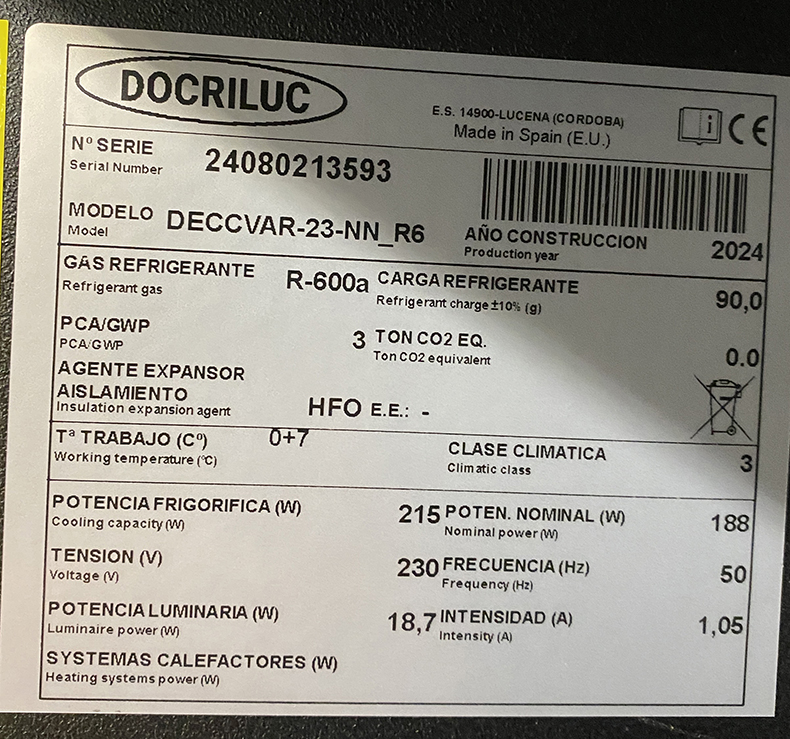 DOCRILUC
E.S. 14900-LUCENA (CORDOBA)
Made in Spain (E.U.)
i CE
Nº SERIE
Serial Number
24080213593
MODELO
Model
DECCVAR-23-NN_R6
AÑO CONSTRUCCION
Production year
2024
GAS REFRIGERANTE
Refrigerant gas
R-600a
CARGA REFRIGERANTE
Refrigerant charge ±10% (g)
90,0
PCA/GWP
PCA/GWP
3
TON CO2 EQ.
Ton CO2 equivalent
0.0
AGENTE EXPANSOR
AISLAMIENTO
Insulation expansion agent
HFO E.E.: -
Tª TRABAJO (Cº)
Working temperature (ºC)
0+7
CLASE CLIMATICA
Climatic class
3
POTENCIA FRIGORIFICA (W)
Cooling capacity (W)
215
POTEN. NOMINAL (W)
Nominal power (W)
188
TENSION (V)
Voltage (V)
230
FRECUENCIA (Hz)
Frequency (Hz)
50
POTENCIA LUMINARIA (W)
Luminaire power (W)
18,7
INTENSIDAD (A)
Intensity (A)
1,05
SYSTEMAS CALEFACTORES (W)
Heating systems power (W)